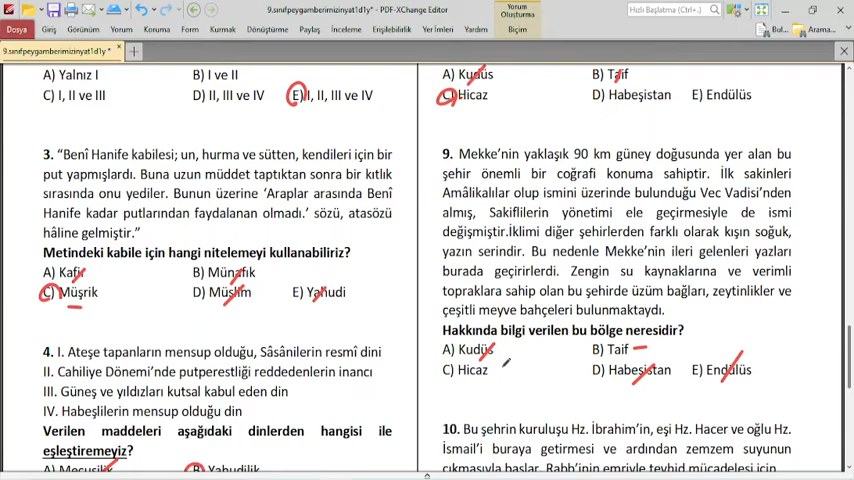 9.sınıfpeygamberimizinyat1d1y* - PDF-XChange Editor
Yorum Oluşturma
Hızlı Başlatma (Ctrl+.)
Dosya Giriş Görünüm Koruma Form Kurmak Dönüştürme Paylaş İnceleme Erişilebilirlik Yer İmleri Yardım Biçim Bul... Arama...
9.sınıfpeygamberimizinyat1d1y *
A) Yalnız I B) I ve II
C) I, II ve III D) II, III ve IV E) I, II, III ve IV
3. “Benî Hanife kabilesi; un, hurma ve sütten, kendileri için bir
put yapmışlardı. Buna uzun müddet taptıktan sonra bir kıtlık
sırasında onu yediler. Bunun üzerine ‘Araplar arasında Benî
Hanife kadar putlarından faydalanan olmadı.’ sözü, atasözü
hâline gelmiştir.”
Metindeki kabile için hangi nitelemeyi kullanabiliriz?
A) Kafir B) Münafık
C) Müşrik D) Müslim E) Yahudi
4. I. Ateşe tapanların mensup olduğu, Sâsânilerin resmî dini
II. Cahiliye Dönemi’nde putperestliği reddedenlerin inancı
III. Güneş ve yıldızları kutsal kabul eden din
IV. Habeşlilerin mensup olduğu din
Verilen maddeleri aşağıdaki dinlerden hangisi ile
eşleştiremeyiz?
A) Mecusilik B) Yahudilik
A) Kudüs B) Taif
C) Hicaz D) Habeşistan E) Endülüs
9. Mekke’nin yaklaşık 90 km güney doğusunda yer alan bu
şehir önemli bir coğrafi konuma sahiptir. İlk sakinleri
Amâlikalılar olup ismini üzerinde bulunduğu Vec Vadisi’nden
almış, Sakiflilerin yönetimi ele geçirmesiyle de ismi
değişmiştir.İklimi diğer şehirlerden farklı olarak kışın soğuk,
yazın serindir. Bu nedenle Mekke’nin ileri gelenleri yazları
burada geçirirlerdi. Zengin su kaynaklarına ve verimli
topraklara sahip olan bu şehirde üzüm bağları, zeytinlikler ve
çeşitli meyve bahçeleri bulunmaktaydı.
Hakkında bilgi verilen bu bölge neresidir?
A) Kudüs B) Taif
C) Hicaz D) Habeşistan E) Endülüs
10. Bu şehrin kuruluşu Hz. İbrahim’in, eşi Hz. Hacer ve oğlu Hz.
İsmail’i buraya getirmesi ve ardından zemzem suyunun
çıkmasıyla başlar. Rabb’inin emriyle tevhid mücadelesi için